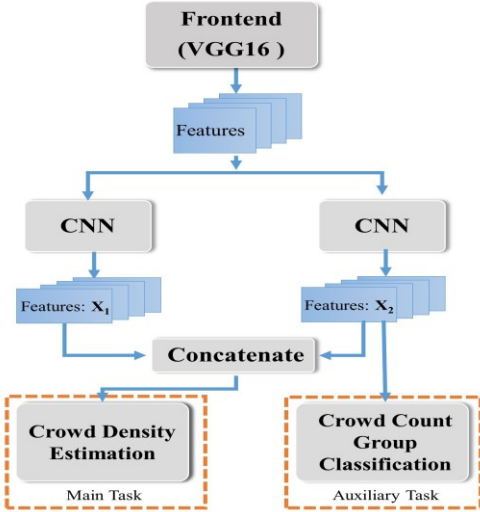 Frontend
(VGG16 )
Features
CNN
CNN
Features: X₁
Features: X₂
Concatenate
Crowd Density
Estimation
Main Task
Crowd Count
Group
Classification
Auxiliary Task